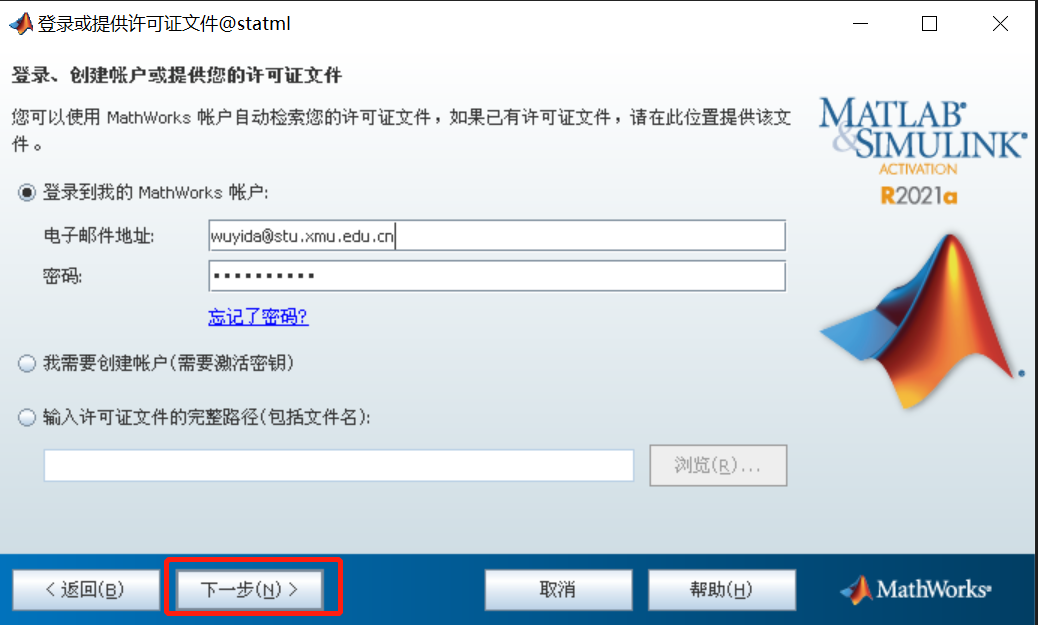 登录或提供许可证文件@statml
登录、创建帐户或提供您的许可证文件
您可以使用 MathWorks 帐户自动检索您的许可证文件，如果已有许可证文件，请在此位置提供该文
件。
MATLAB®
&SIMULINK®
ACTIVATION
R2021a
登录到我的 MathWorks 帐户:
电子邮件地址:
wuyida@stu.xmu.edu.cn
密码:
••••••••••
忘记了密码?
我需要创建帐户(需要激活密钥)
输入许可证文件的完整路径(包括文件名):
浏览(R)...
< 返回(B)
下一步(N) >
取消
帮助(H)
MathWorks®